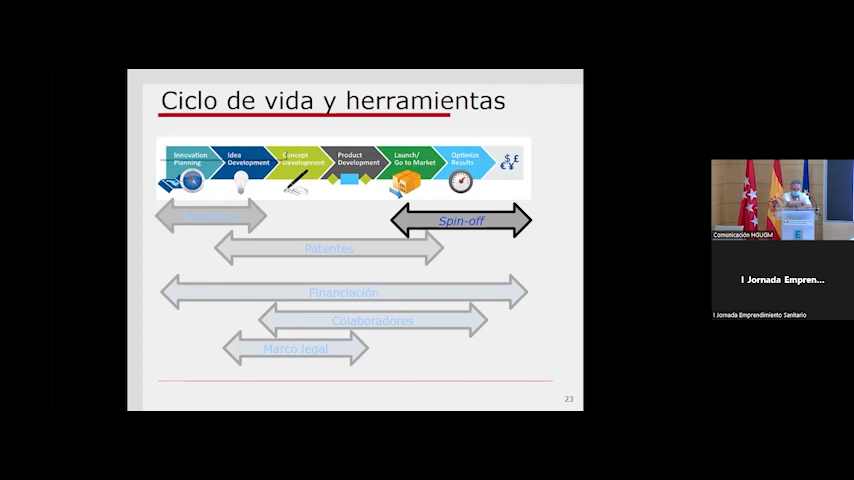 Ciclo de vida y herramientas
Innovation
Planning
Idea
Development
Concept
Development
Product
Development
Launch/
Go to Market
Optimize
Results
$ £
€ ¥
Spin-off
Patentes
Financiación
Colaboradores
Marco legal
23
Comunicación HGUGM
I Jornada Empren...
I Jornada Emprendimiento Sanitario